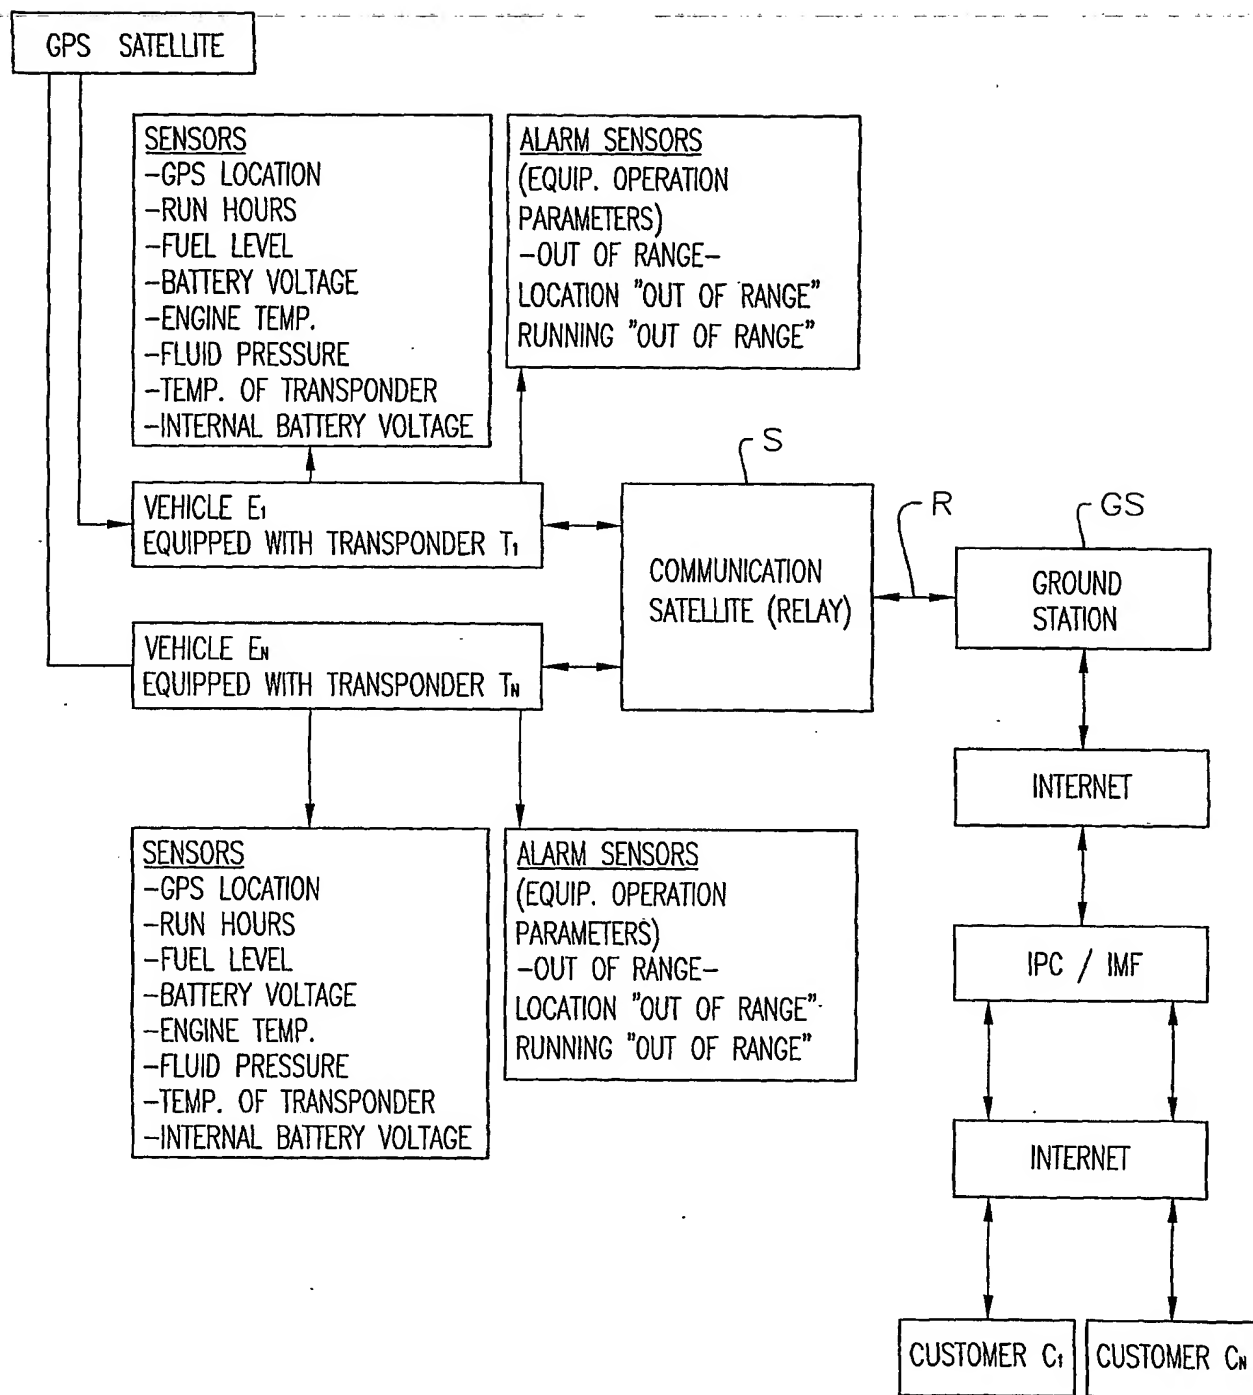 GPS SATELLITE
SENSORS
-GPS LOCATION
-RUN HOURS
-FUEL LEVEL
-BATTERY VOLTAGE
-ENGINE TEMP.
-FLUID PRESSURE
-TEMP. OF TRANSPONDER
-INTERNAL BATTERY VOLTAGE
ALARM SENSORS
(EQUIP. OPERATION
PARAMETERS)
-OUT OF RANGE-
LOCATION "OUT OF RANGE"
RUNNING "OUT OF RANGE"
VEHICLE E1
EQUIPPED WITH TRANSPONDER T1
VEHICLE EN
EQUIPPED WITH TRANSPONDER TN
S
COMMUNICATION
SATELLITE (RELAY)
R
GS
GROUND
STATION
INTERNET
IPC / IMF
INTERNET
CUSTOMER C1
CUSTOMER CN
SENSORS
-GPS LOCATION
-RUN HOURS
-FUEL LEVEL
-BATTERY VOLTAGE
-ENGINE TEMP.
-FLUID PRESSURE
-TEMP. OF TRANSPONDER
-INTERNAL BATTERY VOLTAGE
ALARM SENSORS
(EQUIP. OPERATION
PARAMETERS)
-OUT OF RANGE-
LOCATION "OUT OF RANGE"
RUNNING "OUT OF RANGE"